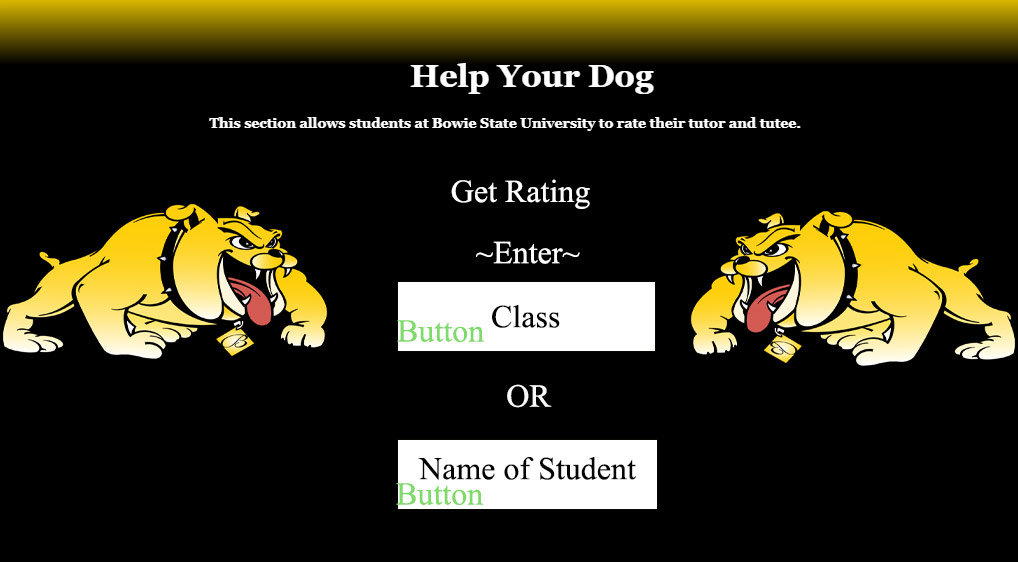 Help Your Dog
This section allows students at Bowie State University to rate their tutor and tutee.
Get Rating
~Enter~
Class
Button
OR
Name of Student
Button